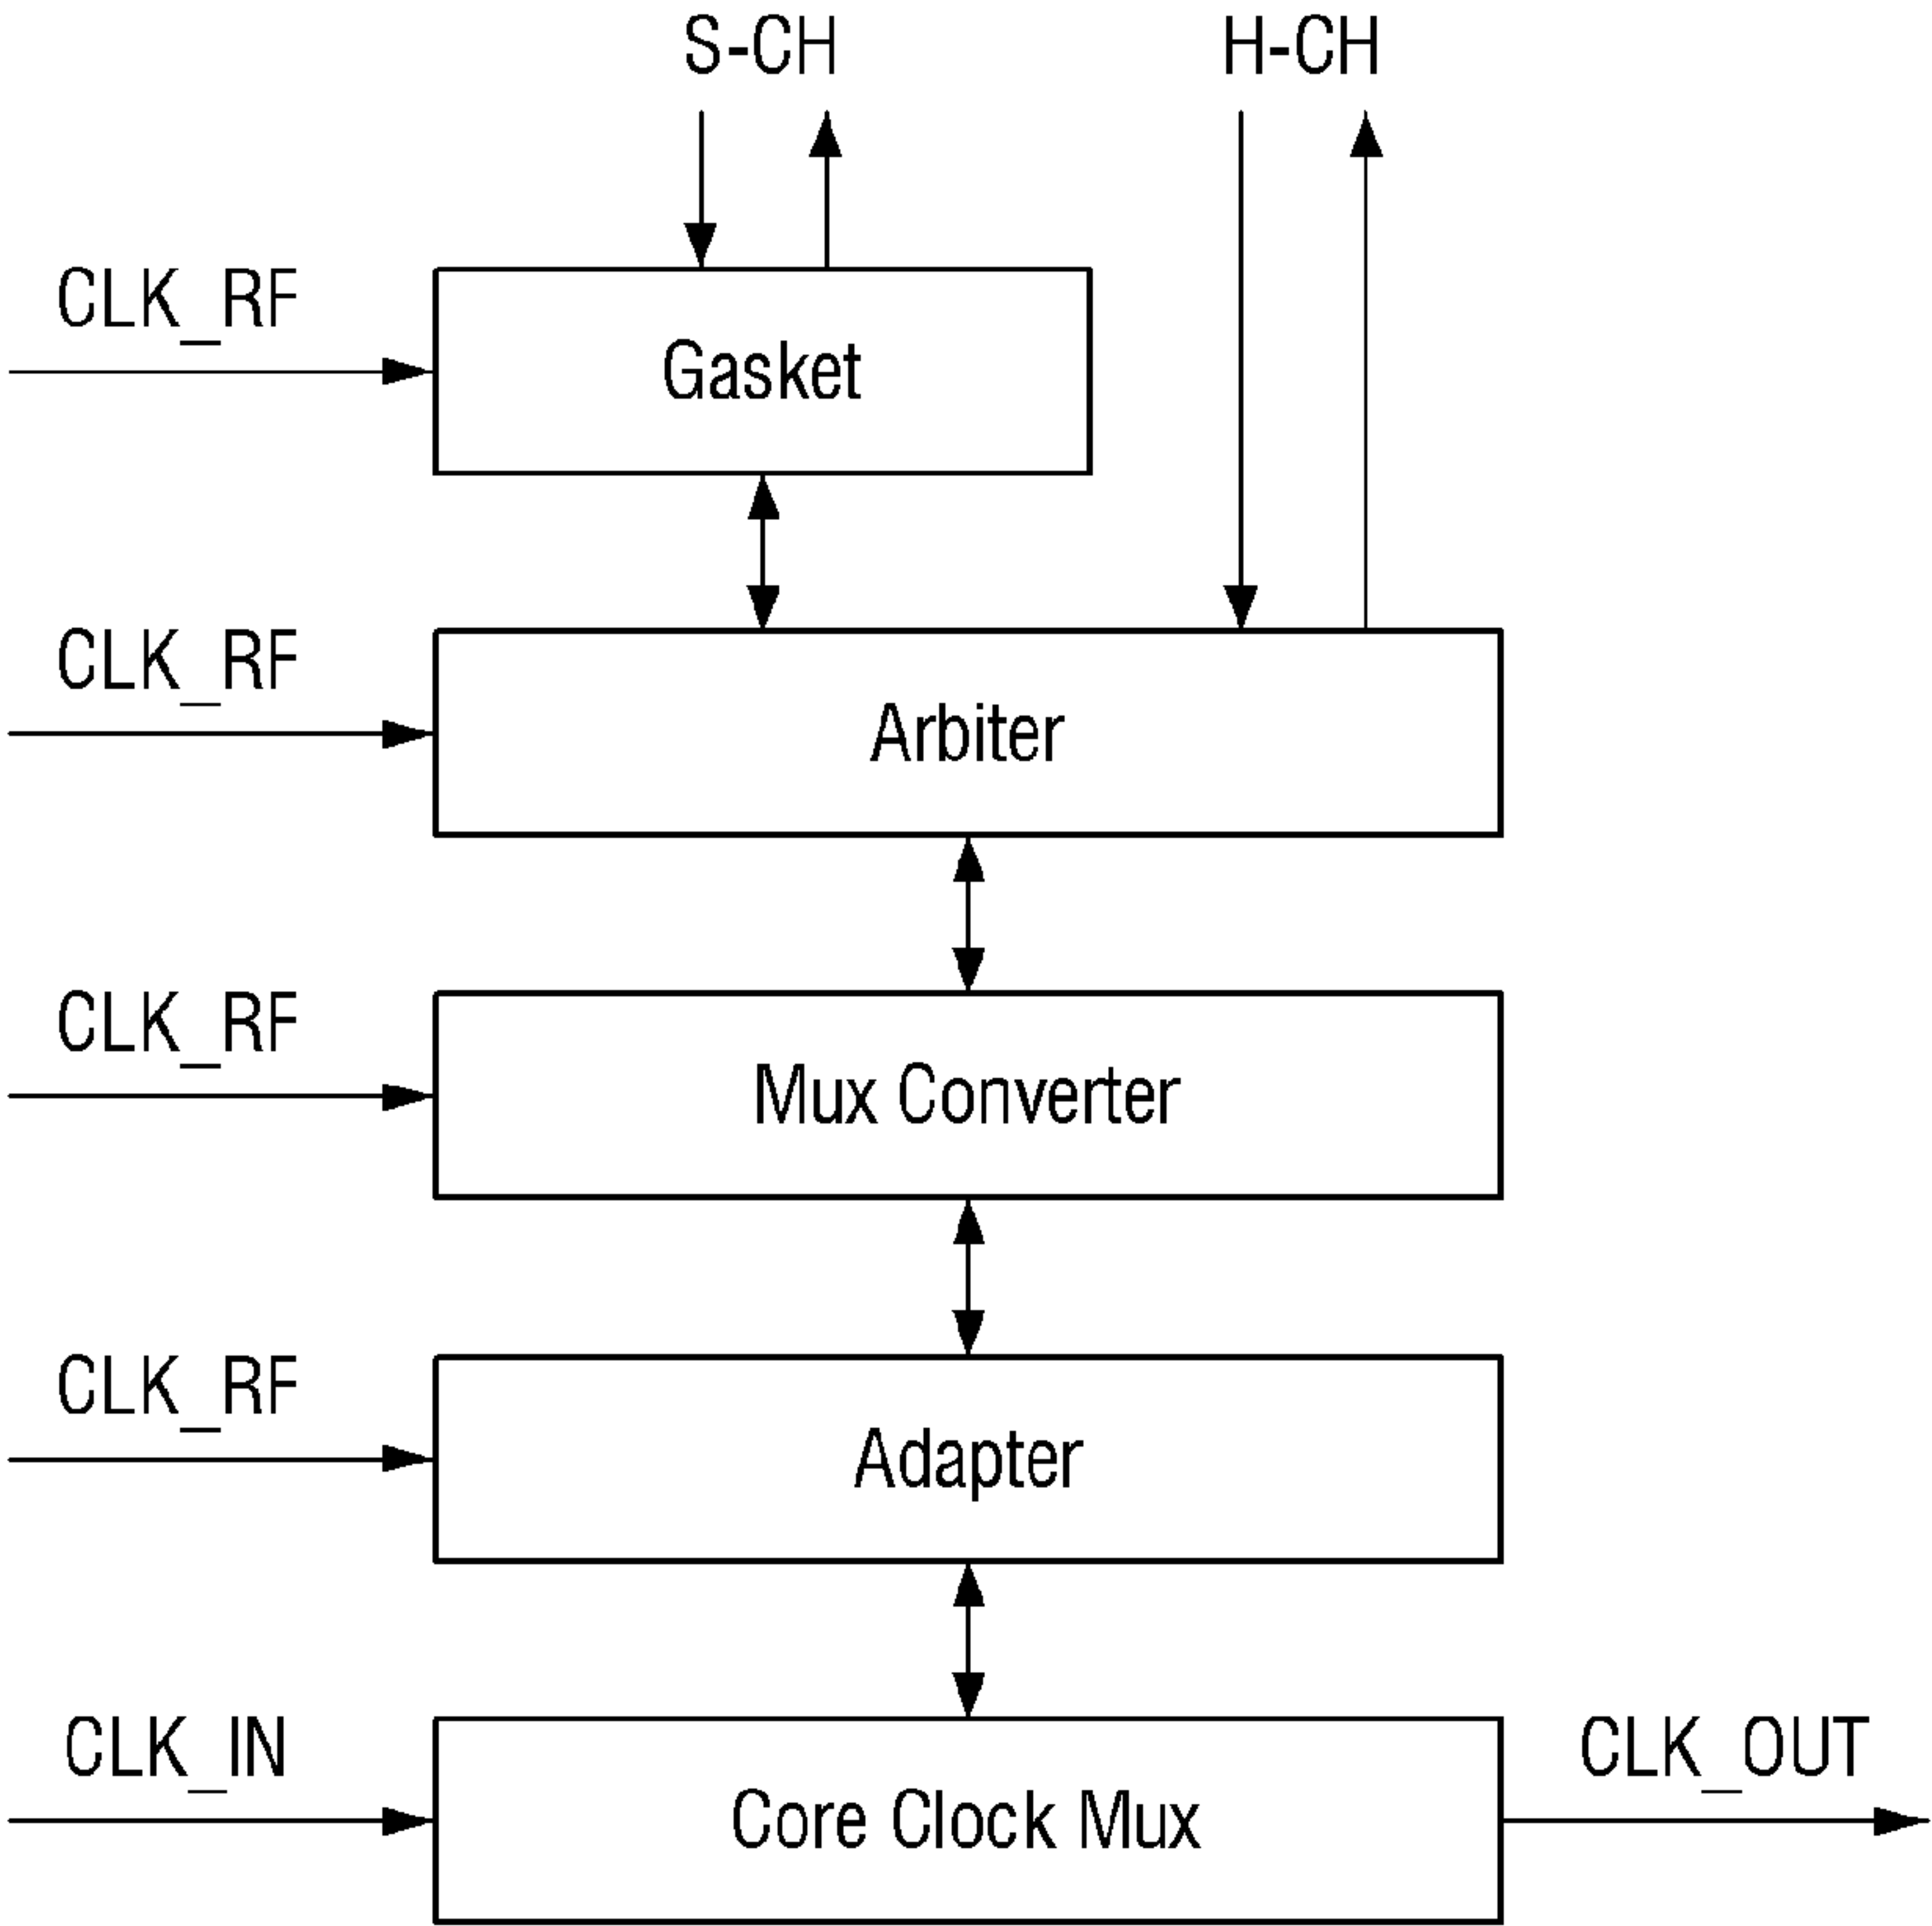 S-CH
H-CH
CLK_RF
Gasket
CLK_RF
Arbiter
CLK_RF
Mux Converter
CLK_RF
Adapter
CLK_IN
Core Clock Mux
CLK_OUT